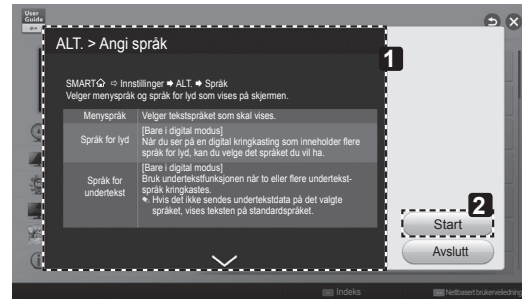 User
Guide
ALT. > Angi språk
1
SMART ⇨ Innstillinger ➡ ALT. ➡ Språk
Velger menyspråk og språk for lyd som vises på skjermen.
Menyspråk Velger tekstspråket som skal vises.
Språk for lyd
[Bare i digital modus]
Når du ser på en digital kringkasting som inneholder flere
språk for lyd, kan du velge det språket du vil ha.
Språk for
undertekst
[Bare i digital modus]
Bruk undertekstfunksjonen når to eller flere undertekst-
språk kringkastes.
Hvis det ikke sendes undertekstdata på det valgte
språket, vises teksten på standardspråket.
2
Start
Avslutt
Indeks
Nettbasert brukerveiledning